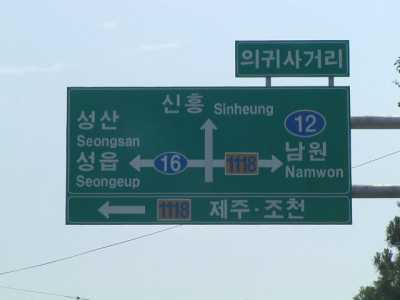 의귀사거리
신흥 Sinheung
성산
Seongsan
12
성읍
Seongeup
16
1118
남원
Namwon
1118 제주·조천